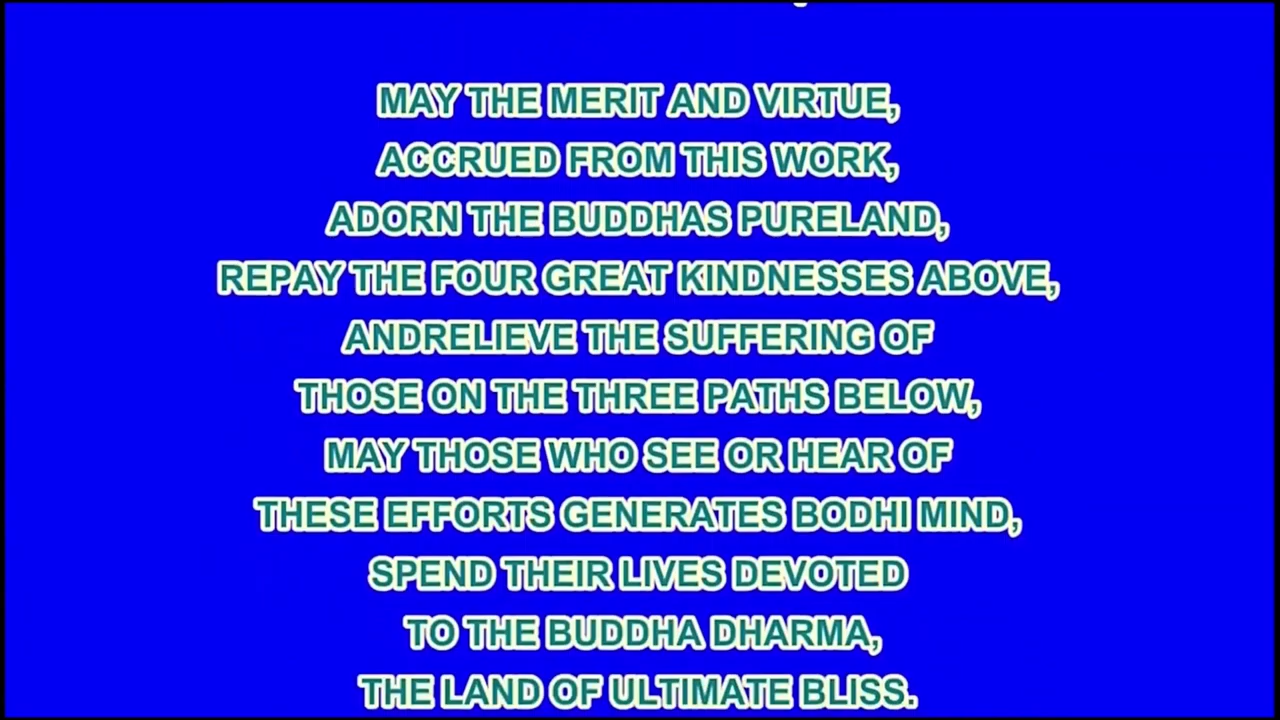 MAY THE MERIT AND VIRTUE,
ACCRUED FROM THIS WORK,
ADORN THE BUDDHAS PURELAND,
REPAY THE FOUR GREAT KINDNESSES ABOVE,
ANDRELIEVE THE SUFFERING OF
THOSE ON THE THREE PATHS BELOW,
MAY THOSE WHO SEE OR HEAR OF
THESE EFFORTS GENERATES BODHI MIND,
SPEND THEIR LIVES DEVOTED
TO THE BUDDHA DHARMA,
THE LAND OF ULTIMATE BLISS.